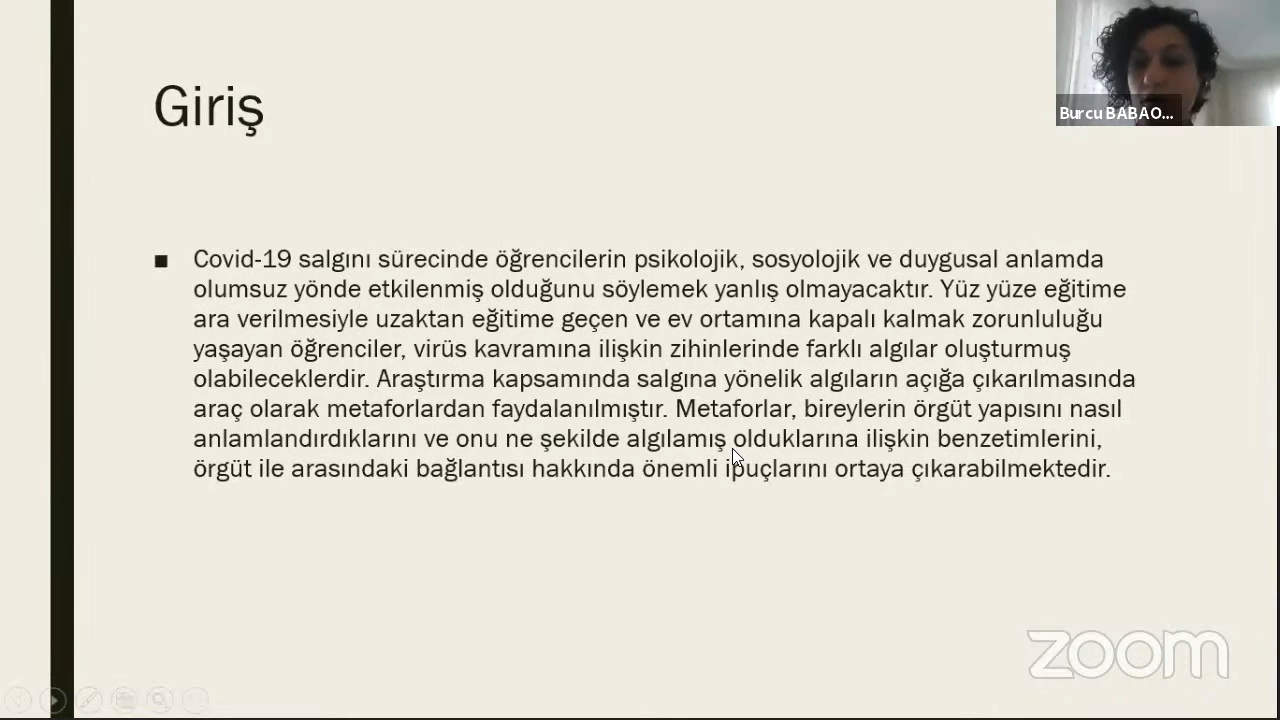 Giriş
Burcu BABAO...
■ Covid-19 salgını sürecinde öğrencilerin psikolojik, sosyolojik ve duygusal anlamda
olumsuz yönde etkilenmiş olduğunu söylemek yanlış olmayacaktır. Yüz yüze eğitime
ara verilmesiyle uzaktan eğitime geçen ve ev ortamına kapalı kalmak zorunluluğu
yaşayan öğrenciler, virüs kavramına ilişkin zihinlerinde farklı algılar oluşturmuş
olabileceklerdir. Araştırma kapsamında salgına yönelik algıların açığa çıkarılmasında
araç olarak metaforlardan faydalanılmıştır. Metaforlar, bireylerin örgüt yapısını nasıl
anlamlandırdıklarını ve onu ne şekilde algılamış olduklarına ilişkin benzetimlerini,
örgüt ile arasındaki bağlantısı hakkında önemli ipuçlarını ortaya çıkarabilmektedir.
zoom